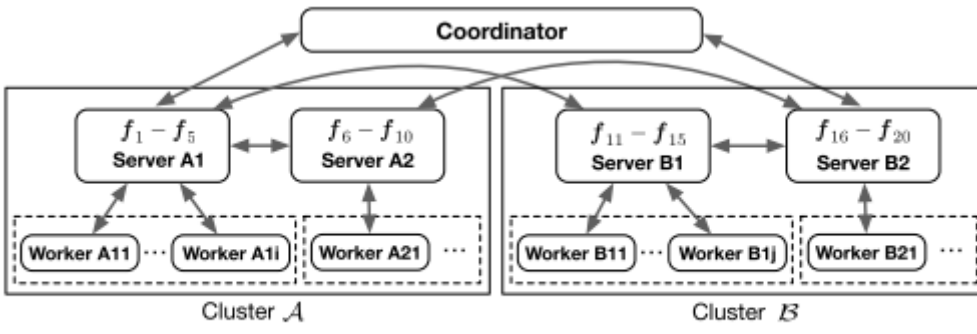 Coordinator
f₁ − f₅
Server A1
f₆ − f₁₀
Server A2
f₁₁ − f₁₅
Server B1
f₁₆ − f₂₀
Server B2
Worker A11 ··· Worker A1i
Worker A21 ···
Worker B11 ··· Worker B1j
Worker B21 ···
Cluster 𝒜
Cluster ℬ